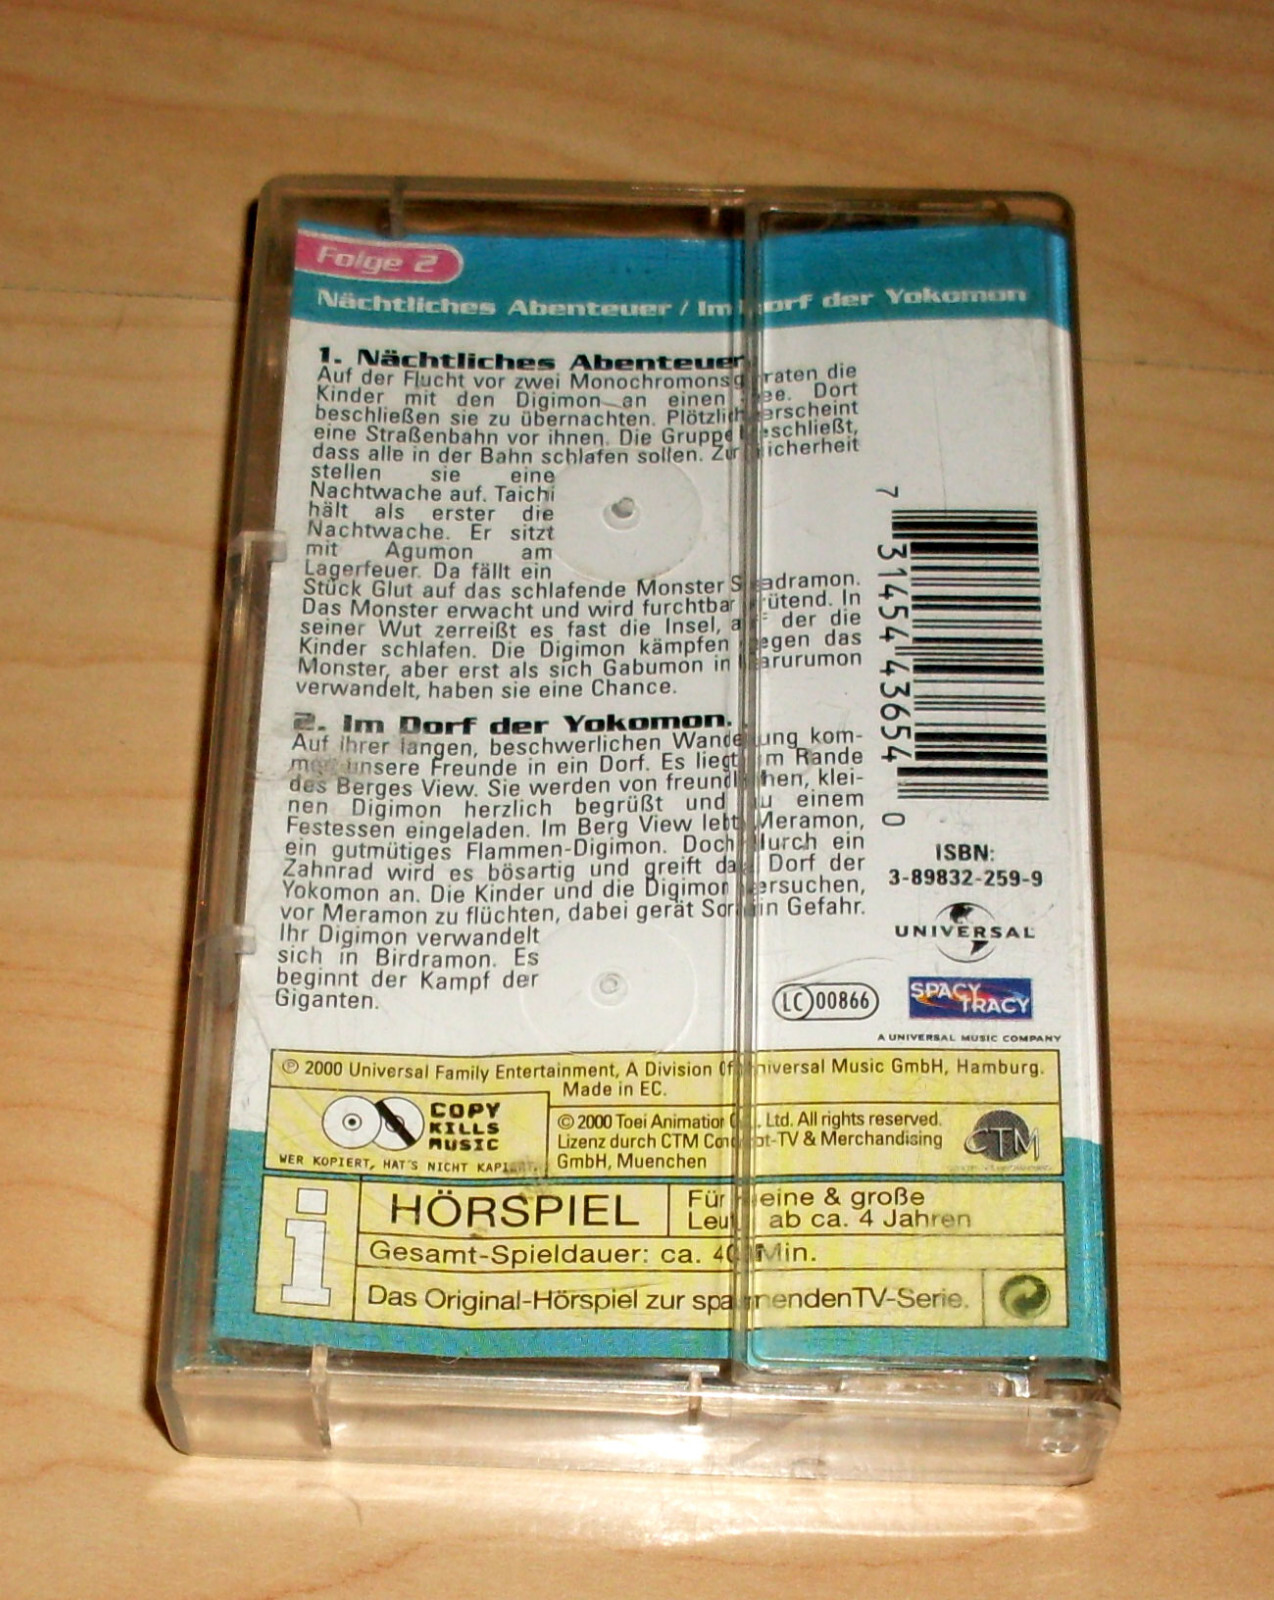 Folge 2
Nächtliches Abenteuer / Im Dorf der Yokomon
1. Nächtliches Abenteuer
Auf der Flucht vor zwei Monochromons geraten die
Kinder mit den Digimon an einen See. Dort
beschließen sie zu übernachten. Plötzlich erscheint
eine Straßenbahn vor ihnen. Die Gruppe beschließt,
dass alle in der Bahn schlafen sollen. Zur Sicherheit
stellen sie eine
Nachtwache auf. Taichi
hält als erster die
Nachtwache. Er sitzt
mit Agumon am
Lagerfeuer. Da fällt ein
Stück Glut auf das schlafende Monster Seadramon.
Das Monster erwacht und wird furchtbar wütend. In
seiner Wut zerreißt es fast die Insel, auf der die
Kinder schlafen. Die Digimon kämpfen gegen das
Monster, aber erst als sich Gabumon in Garurumon
verwandelt, haben sie eine Chance.
2. Im Dorf der Yokomon.
Auf ihrer langen, beschwerlichen Wanderung kom-
men unsere Freunde in ein Dorf. Es liegt am Rande
des Berges View. Sie werden von freundlichen, klei-
nen Digimon herzlich begrüßt und zu einem
Festessen eingeladen. Im Berg View lebt Meramon,
ein gutmütiges Flammen-Digimon. Doch durch ein
Zahnrad wird es bösartig und greift das Dorf der
Yokomon an. Die Kinder und die Digimon versuchen,
vor Meramon zu flüchten, dabei gerät Sora in Gefahr.
Ihr Digimon verwandelt
sich in Birdramon. Es
beginnt der Kampf der
Giganten.
7 31454 43654 0
ISBN:
3-89832-259-9
UNIVERSAL
LC 00866
SPACY
TRACY
A UNIVERSAL MUSIC COMPANY
℗ 2000 Universal Family Entertainment, A Division Of Universal Music GmbH, Hamburg.
Made in EC.
COPY
KILLS
MUSIC
WER KOPIERT, HAT'S NICHT KAPIERT.
© 2000 Toei Animation Co., Ltd. All rights reserved.
Lizenz durch CTM Concept-TV & Merchandising
GmbH, Muenchen
CTM
i
HÖRSPIEL
Für kleine & große
Leute ab ca. 4 Jahren
Gesamt-Spieldauer: ca. 40 Min.
Das Original-Hörspiel zur spannenden TV-Serie.